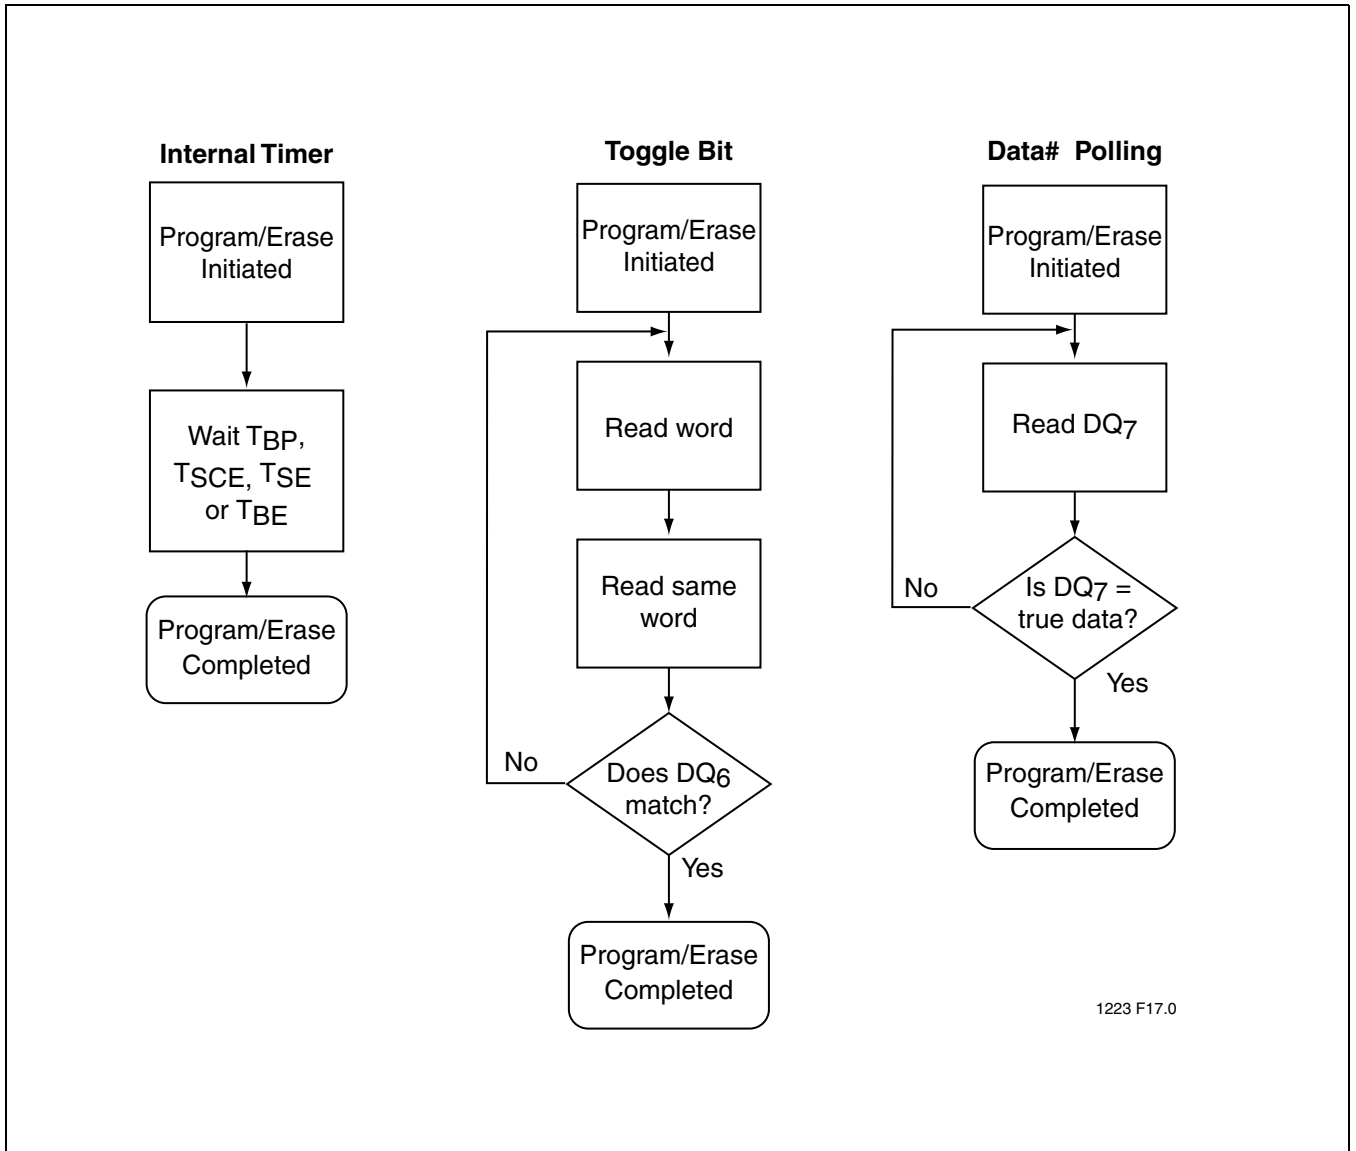 Internal Timer
Program/Erase
Initiated
Wait TBP,
TSCE, TSE
or TBE
Program/Erase
Completed
Toggle Bit
Program/Erase
Initiated
Read word
Read same
word
No
Does DQ6
match?
Yes
Program/Erase
Completed
Data# Polling
Program/Erase
Initiated
Read DQ7
No
Is DQ7 =
true data?
Yes
Program/Erase
Completed
1223 F17.0